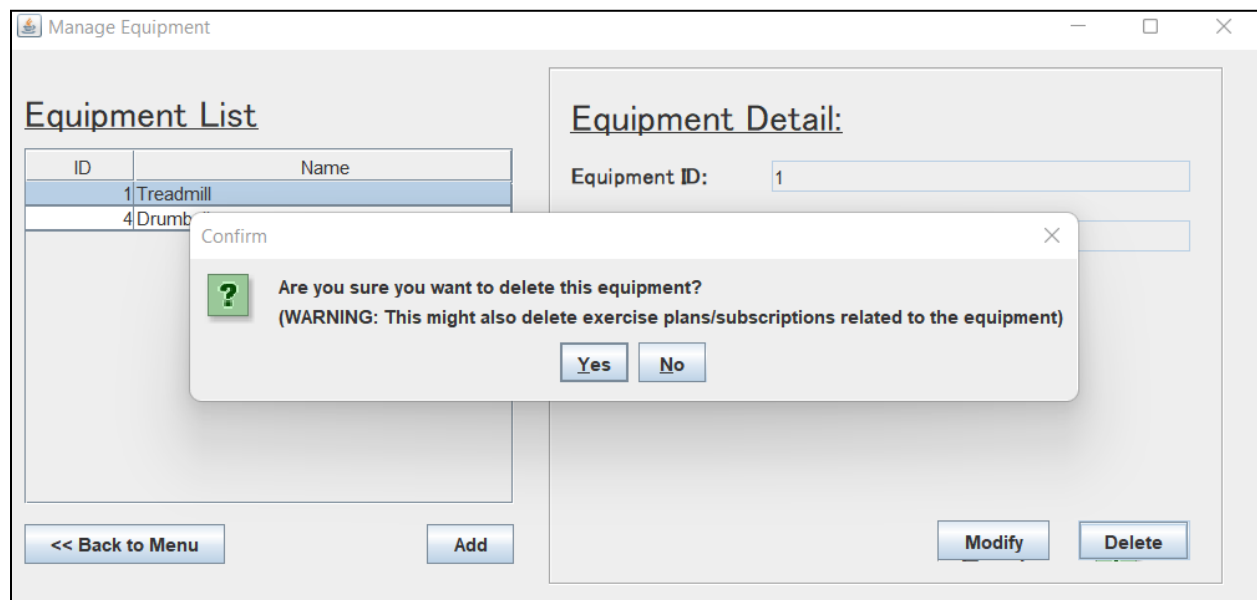 Manage Equipment
Equipment List
ID Name
1 Treadmill
4
Equipment Detail:
Equipment ID: 1
Confirm
Are you sure you want to delete this equipment?
(WARNING: This might also delete exercise plans/subscriptions related to the equipment)
Yes No
<< Back to Menu Add
Modify Delete